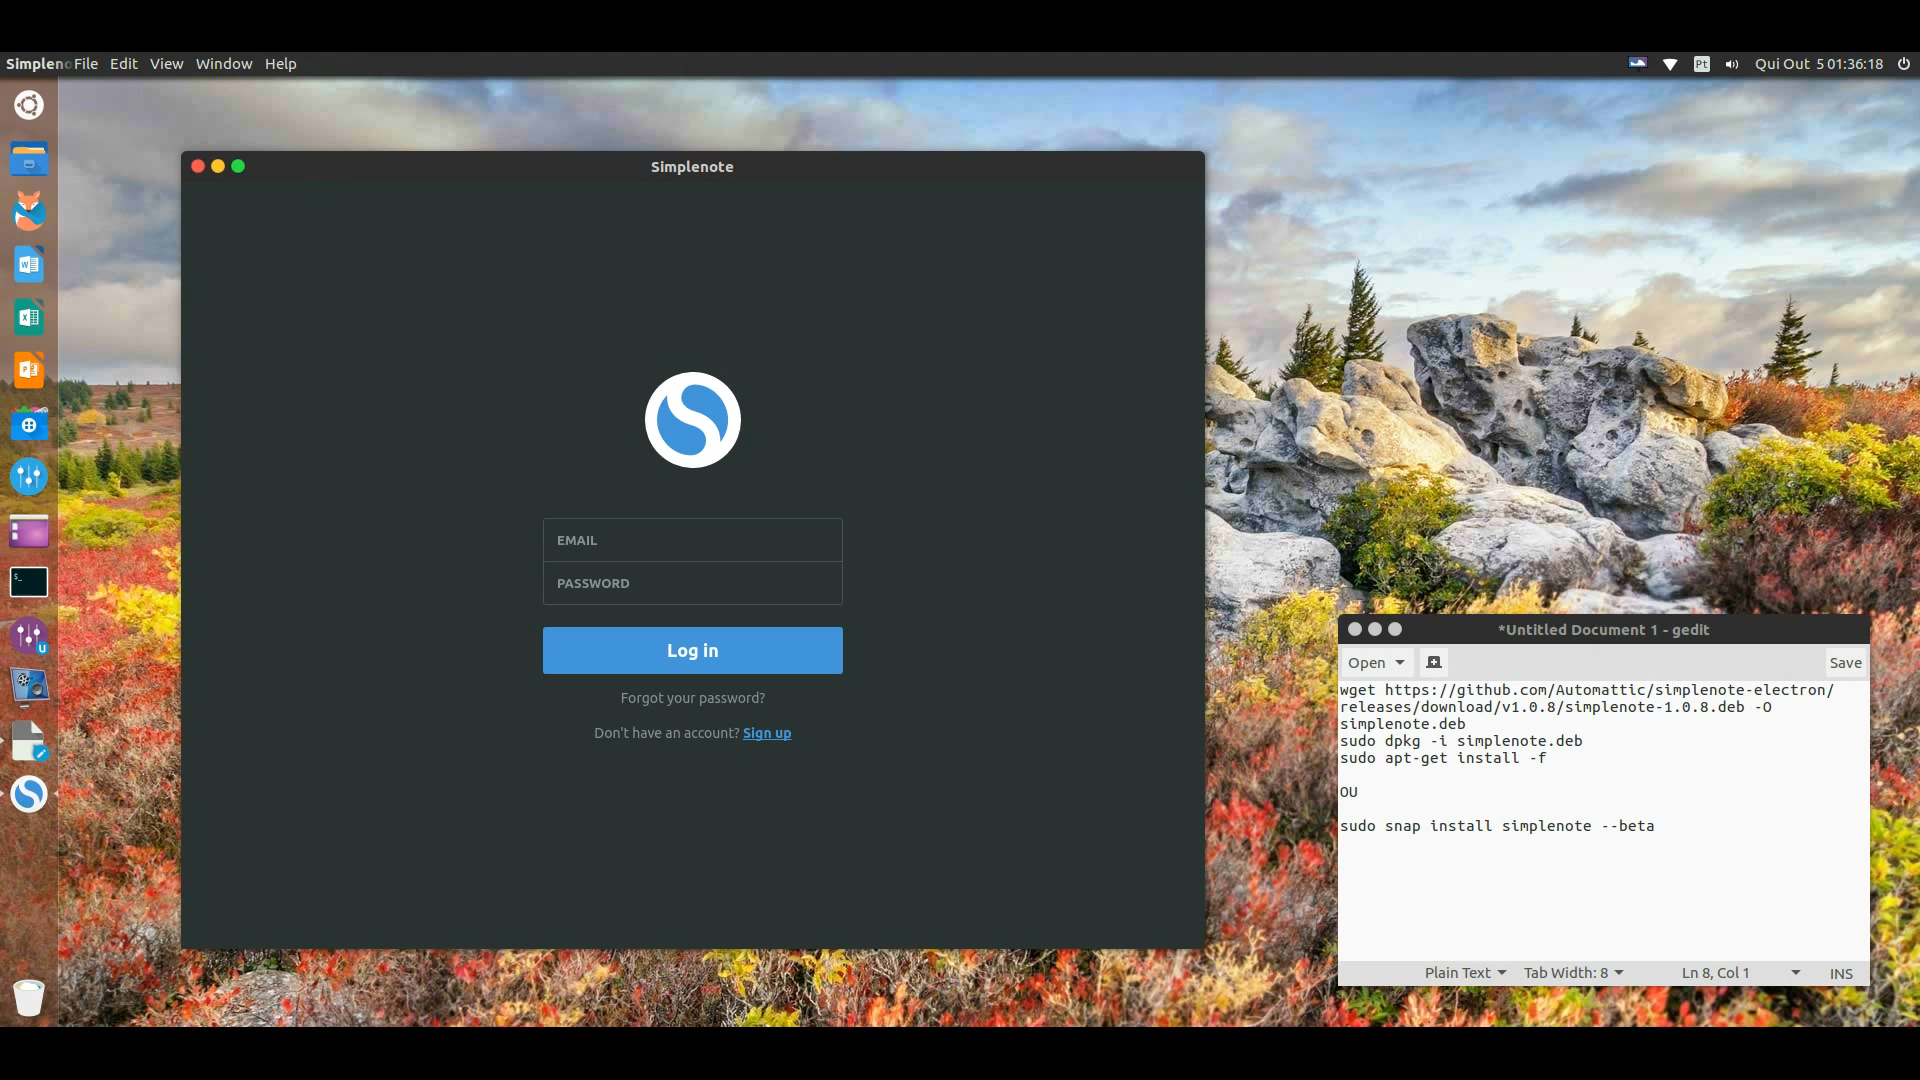 Simpleno File Edit View Window Help
Pt Qui Out 5 01:36:18
Simplenote
EMAIL
PASSWORD
Log in
Forgot your password?
Don't have an account? Sign up
*Untitled Document 1 - gedit
Open Save
wget https://github.com/Automattic/simplenote-electron/
releases/download/v1.0.8/simplenote-1.0.8.deb -O
simplenote.deb
sudo dpkg -i simplenote.deb
sudo apt-get install -f
OU
sudo snap install simplenote --beta
Plain Text Tab Width: 8 Ln 8, Col 1 INS